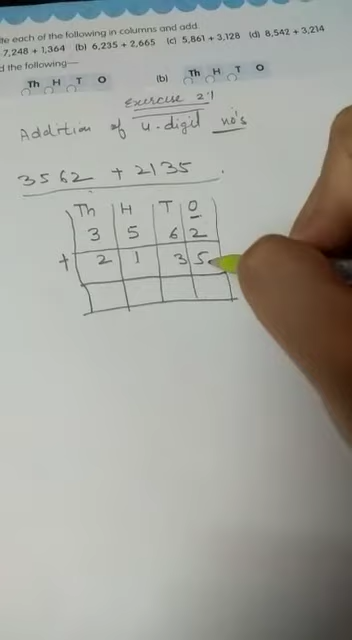 te each of the following in columns and add.
7,248 + 1,364 (b) 6,235 + 2,665 (c) 5,861 + 3,128 (d) 8,542 + 3,214
d the following—
Th H T O (b) Th H T O
Exercise 2.1
Addition of 4-digit no's
3562 + 2135
Th H T O
3 5 6 2
+ 2 1 3 5